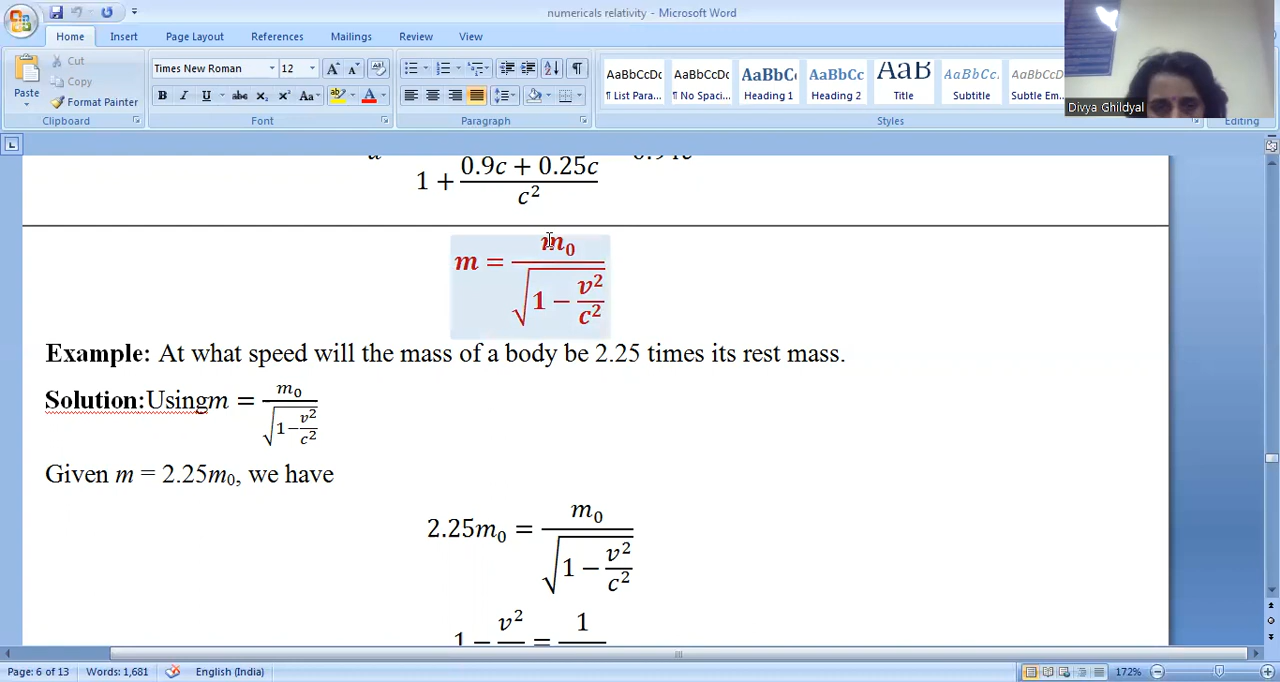 numericals relativity - Microsoft Word
Home Insert Page Layout References Mailings Review View
Paste
Cut
Copy
Format Painter
Clipboard
Times New Roman 12
Font
Paragraph
AaBbCcDc AaBbCcDc AaBbC AaBbCc AaB AaBbCc. AaBbCcDc
¶ List Para... ¶ No Spaci... Heading 1 Heading 2 Title Subtitle Subtle Em...
Styles
Editing
Divya Ghildyal
0.9c + 0.25c
1 +
c²
m₀
m =
√1 − v²/c²
Example: At what speed will the mass of a body be 2.25 times its rest mass.
Solution:Usingm = m₀/√1−v²/c²
Given m = 2.25m₀, we have
2.25m₀ = m₀/√1 − v²/c²
1 − v² = 1
Page: 6 of 13 Words: 1,681 English (India) 172%